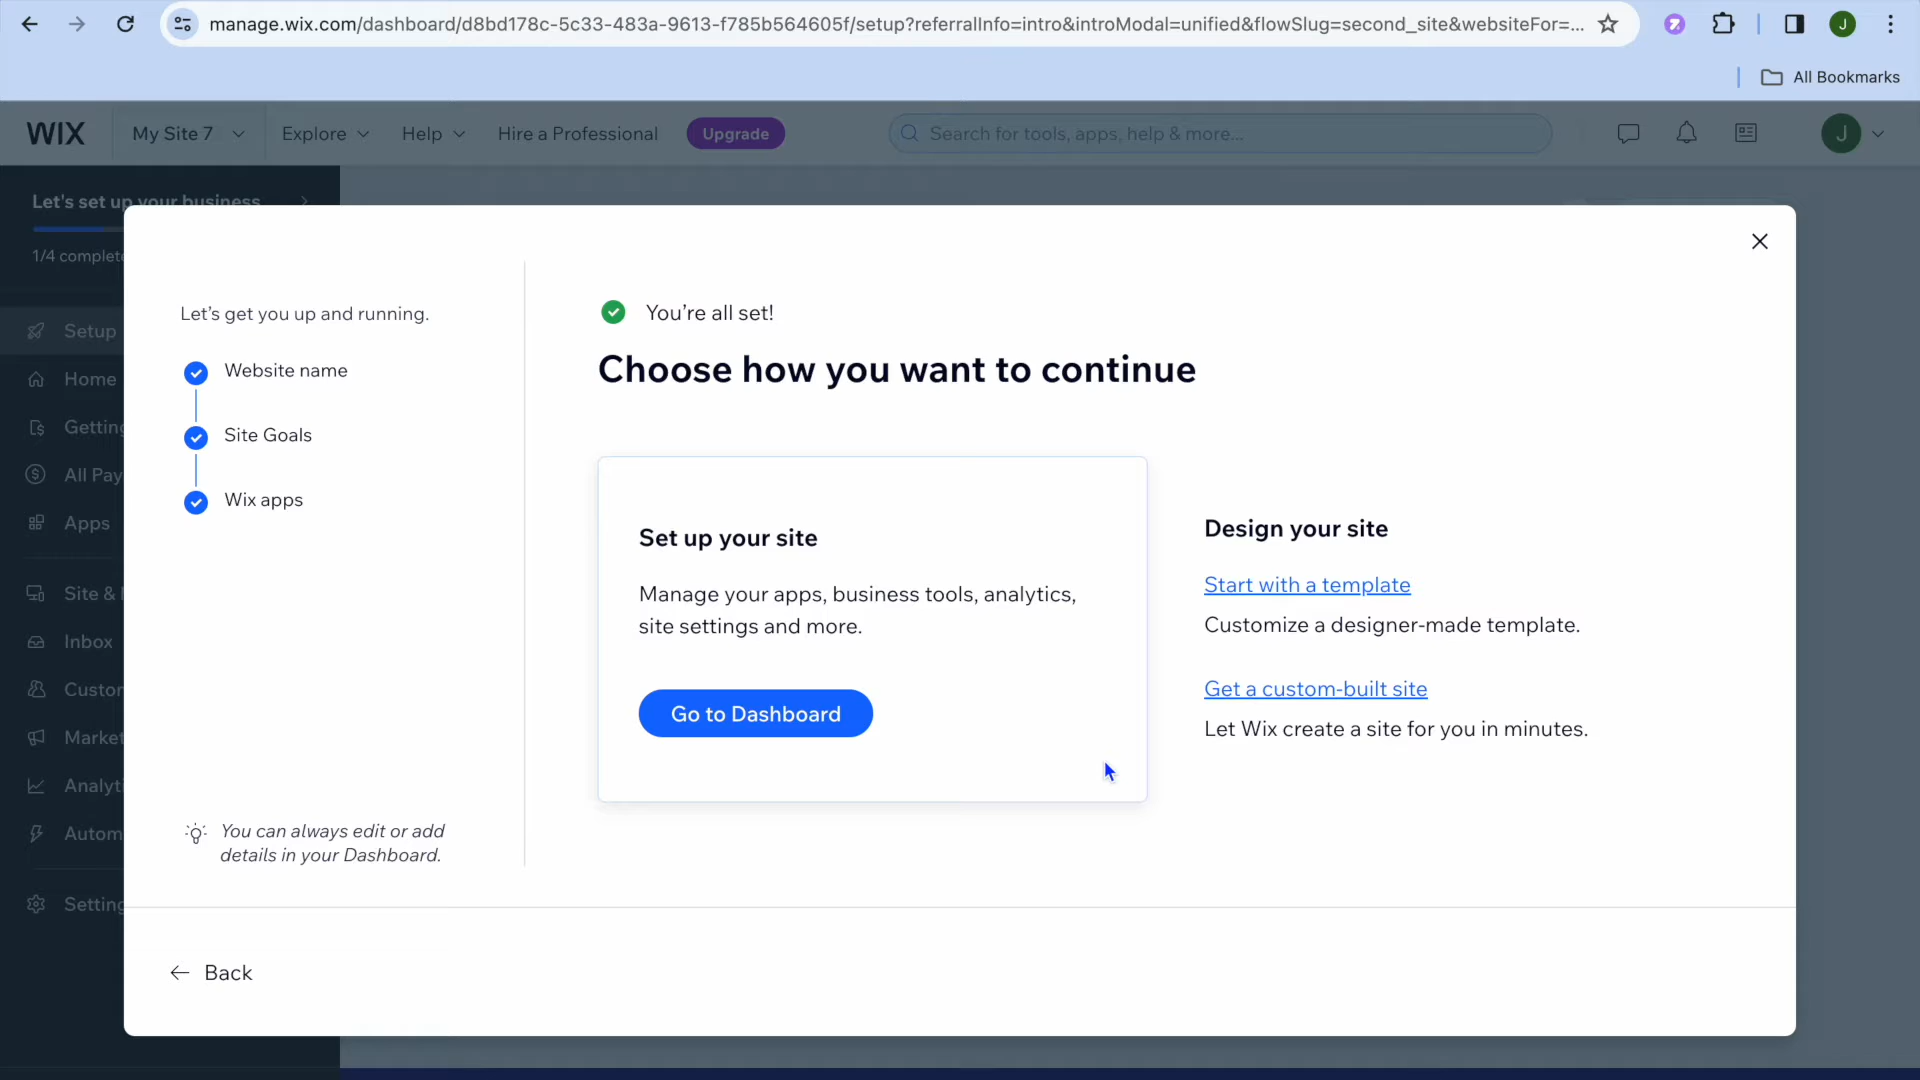 manage.wix.com/dashboard/d8bd178c-5c33-483a-9613-f785b564605f/setup?referralInfo=intro&introModal=unified&flowSlug=second_site&websiteFor=...
J
All Bookmarks
WIX
My Site 7
Explore
Help
Hire a Professional
Upgrade
Search for tools, apps, help & more...
J
Let's set up your business
1/4 complete
Setup
Home
Getting
All Pay
Apps
Site &
Inbox
Custor
Market
Analyti
Autom
Setting
Let's get you up and running.
Website name
Site Goals
Wix apps
You can always edit or add
details in your Dashboard.
You're all set!
Choose how you want to continue
Set up your site
Manage your apps, business tools, analytics,
site settings and more.
Go to Dashboard
Design your site
Start with a template
Customize a designer-made template.
Get a custom-built site
Let Wix create a site for you in minutes.
Back